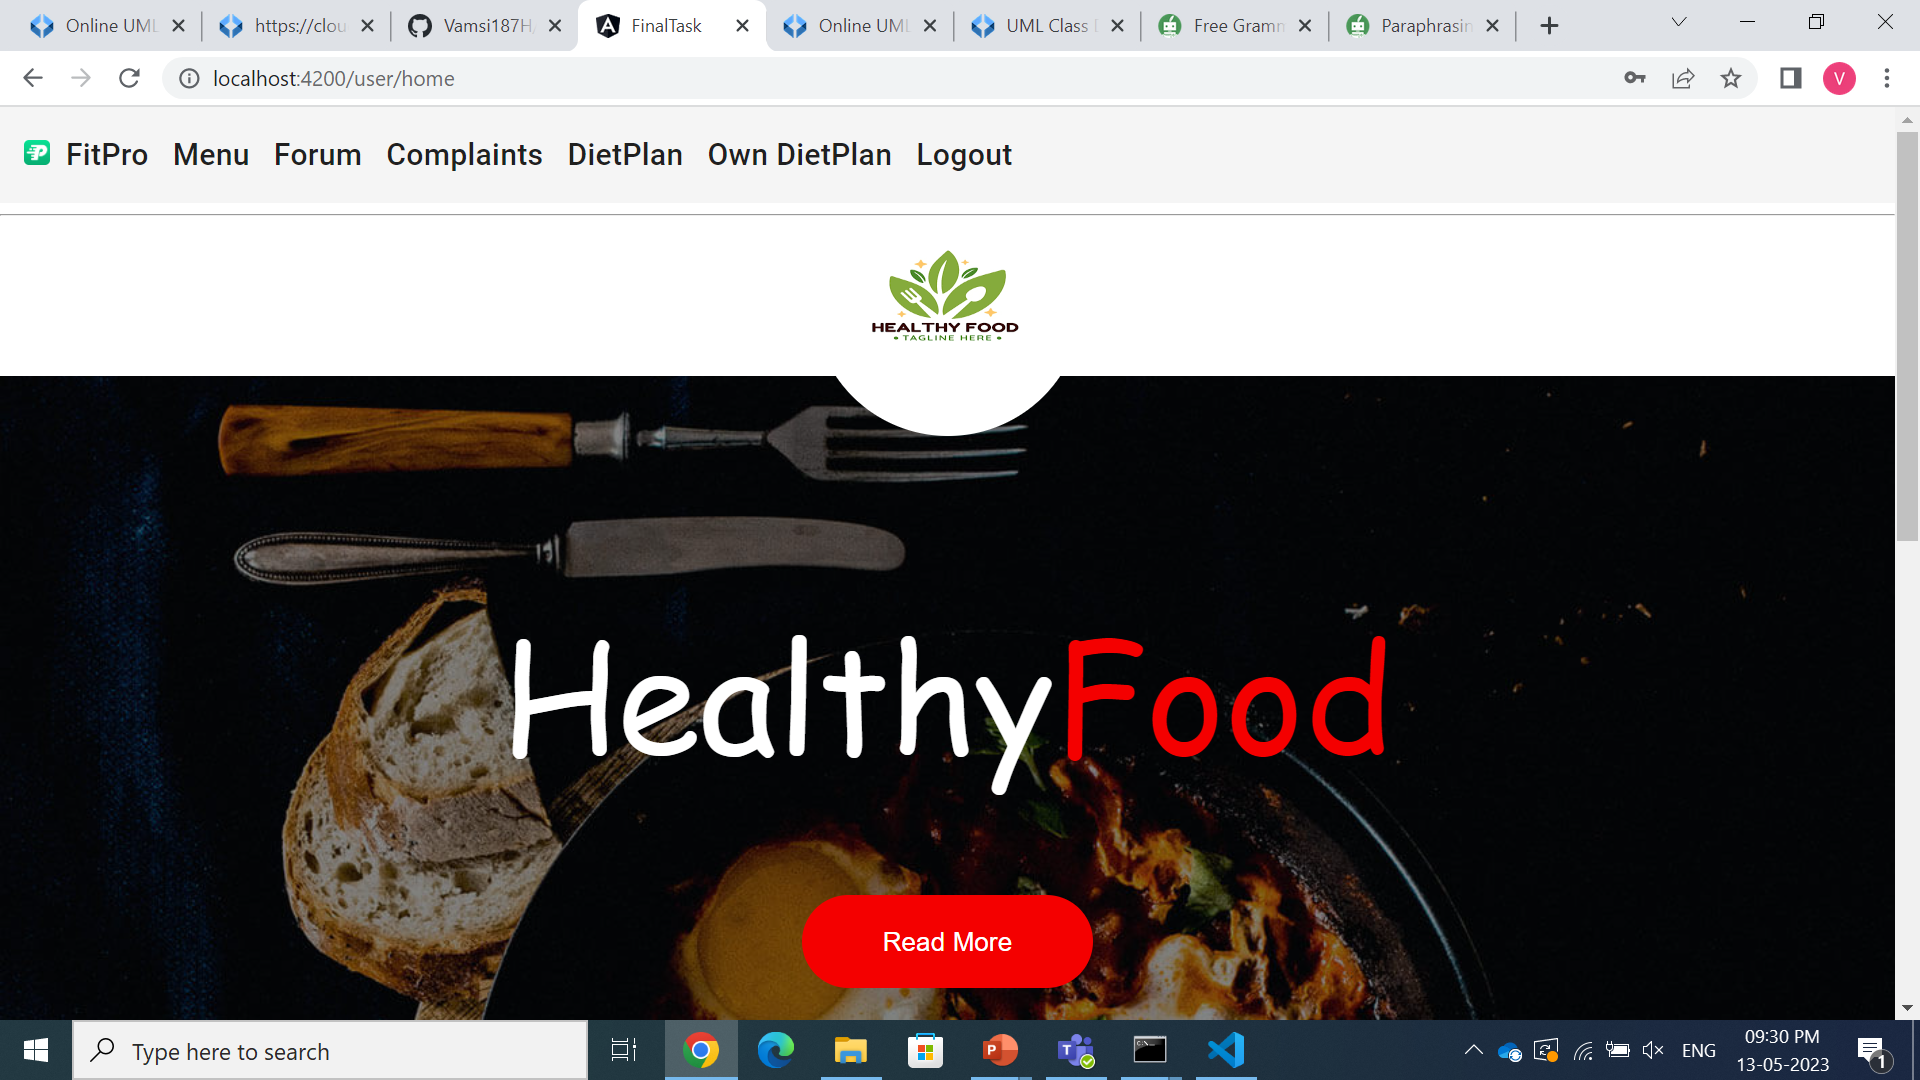 Online UML
https://clou
Vamsi187H/
FinalTask
Online UML
UML Class D
Free Gramm
Paraphrasin
localhost:4200/user/home
V
FitPro Menu Forum Complaints DietPlan Own DietPlan Logout
HEALTHY FOOD
• TAGLINE HERE •
HealthyFood
Read More
Type here to search
ENG
09:30 PM
13-05-2023
1